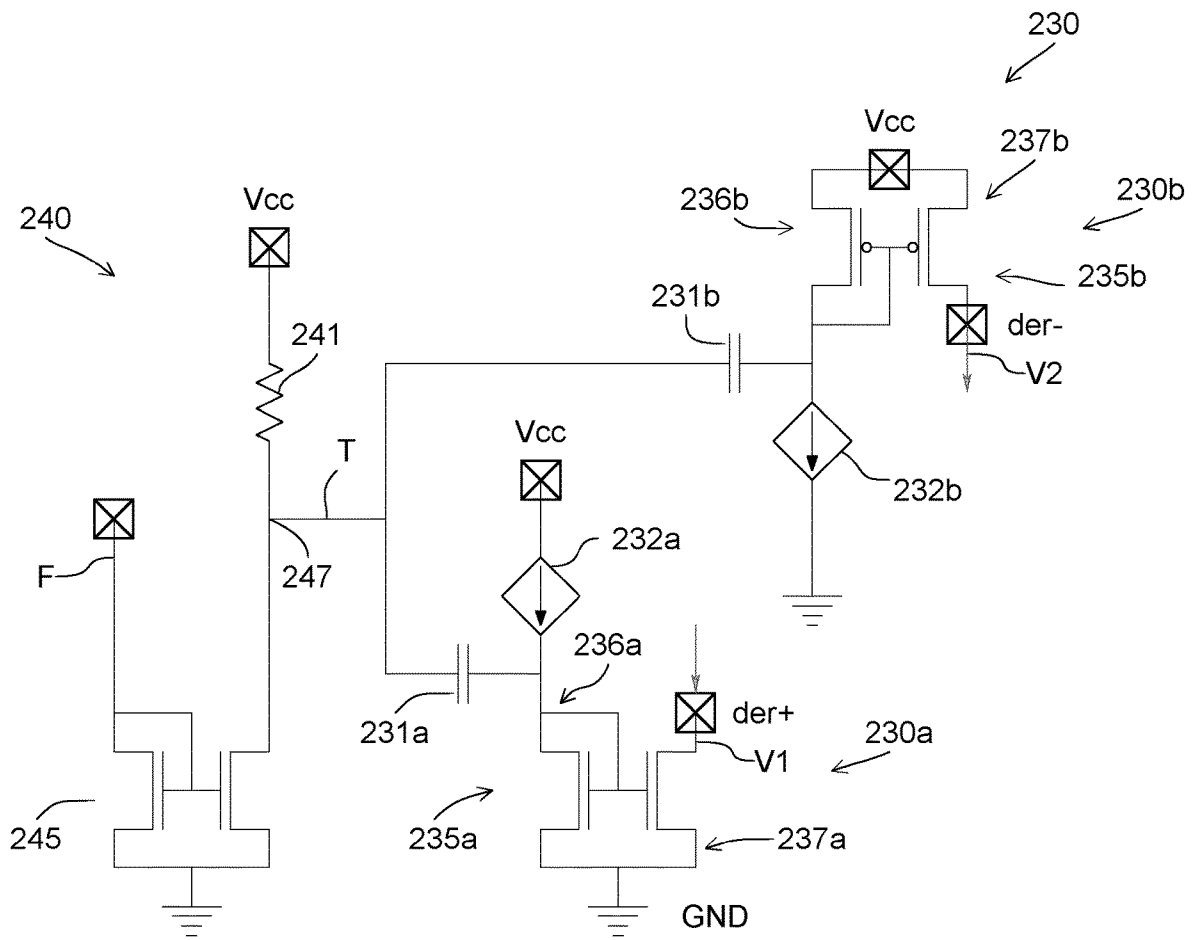 230
Vcc
237b
236b
230b
Vcc
240
235b
231b
der-
241
V2
Vcc
T
232b
232a
F
247
236a
der+
231a
V1
230a
245
235a
237a
GND